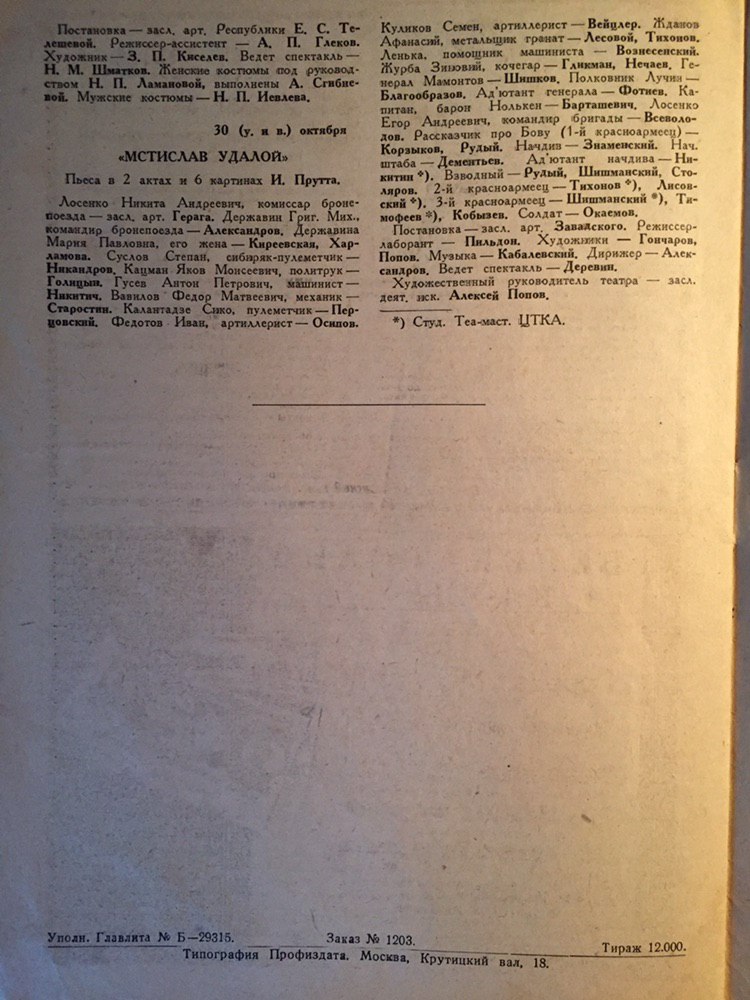 Постановка — засл. арт. Республики Е. С. Те-
лешевой. Режиссер-ассистент — А. П. Глеков.
Художник — З. П. Киселев. Ведет спектакль —
Н. М. Шматков. Женские костюмы под руковод-
ством Н. П. Ламановой, выполнены А. Сгибне-
вой. Мужские костюмы — Н. П. Иевлева.
30 (у. и в.) октября
«МСТИСЛАВ УДАЛОЙ»
Пьеса в 2 актах и 6 картинах И. Прутта.
Лосенко Никита Андреевич, комиссар броне-
поезда — засл. арт. Герага. Державин Григ. Мих.,
командир бронепоезда — Александров. Державина
Мария Павловна, его жена — Киреевская, Хар-
ламова. Суслов Степан, сибиряк-пулеметчик —
Никандров. Кацман Яков Моисеевич, политрук —
Голицын. Гусев Антон Петрович, машинист —
Никитич. Вавилов Федор Матвеевич, механик —
Старостин. Калантадзе Сико, пулеметчик — Пер-
цовский. Федотов Иван, артиллерист — Осипов.
Куликов Семен, артиллерист — Вейцлер. Жданов
Афанасий, метальщик гранат — Лесовой, Тихонов.
Ленька, помощник машиниста — Вознесенский.
Журба Зиновий, кочегар — Гликман, Нечаев. Ге-
нерал Мамонтов — Шишков. Полковник Лучин —
Благообразов. Ад'ютант генерала — Фотиев. Ка-
питан, барон Нолькен — Барташевич. Лосенко
Егор Андреевич, командир бригады — Всеволо-
дов. Рассказчик про Бову (1-й красноармеец) —
Корзыков, Рудый. Начдив — Знаменский. Нач.
штаба — Дементьев. Ад'ютант начдива — Ни-
китин *). Взводный — Рудый, Шишманский, Сто-
ляров. 2-й красноармеец — Тихонов *), Лисов-
ский *). 3-й красноармеец — Шишманский *), Ти-
мофеев *), Кобызев. Солдат — Окаемов.
Постановка — засл. арт. Завадского. Режиссер-
лаборант — Пильдон. Художники — Гончаров,
Попов. Музыка — Кабалевский. Дирижер — Алек-
сандров. Ведет спектакль — Деревин.
Художественный руководитель театра — засл.
деят. иск. Алексей Попов.
*) Студ. Теа-маст. ЦТКА.
Уполн. Главлита № Б—29315. Заказ № 1203. Тираж 12.000.
Типография Профиздата. Москва, Крутицкий вал, 18.